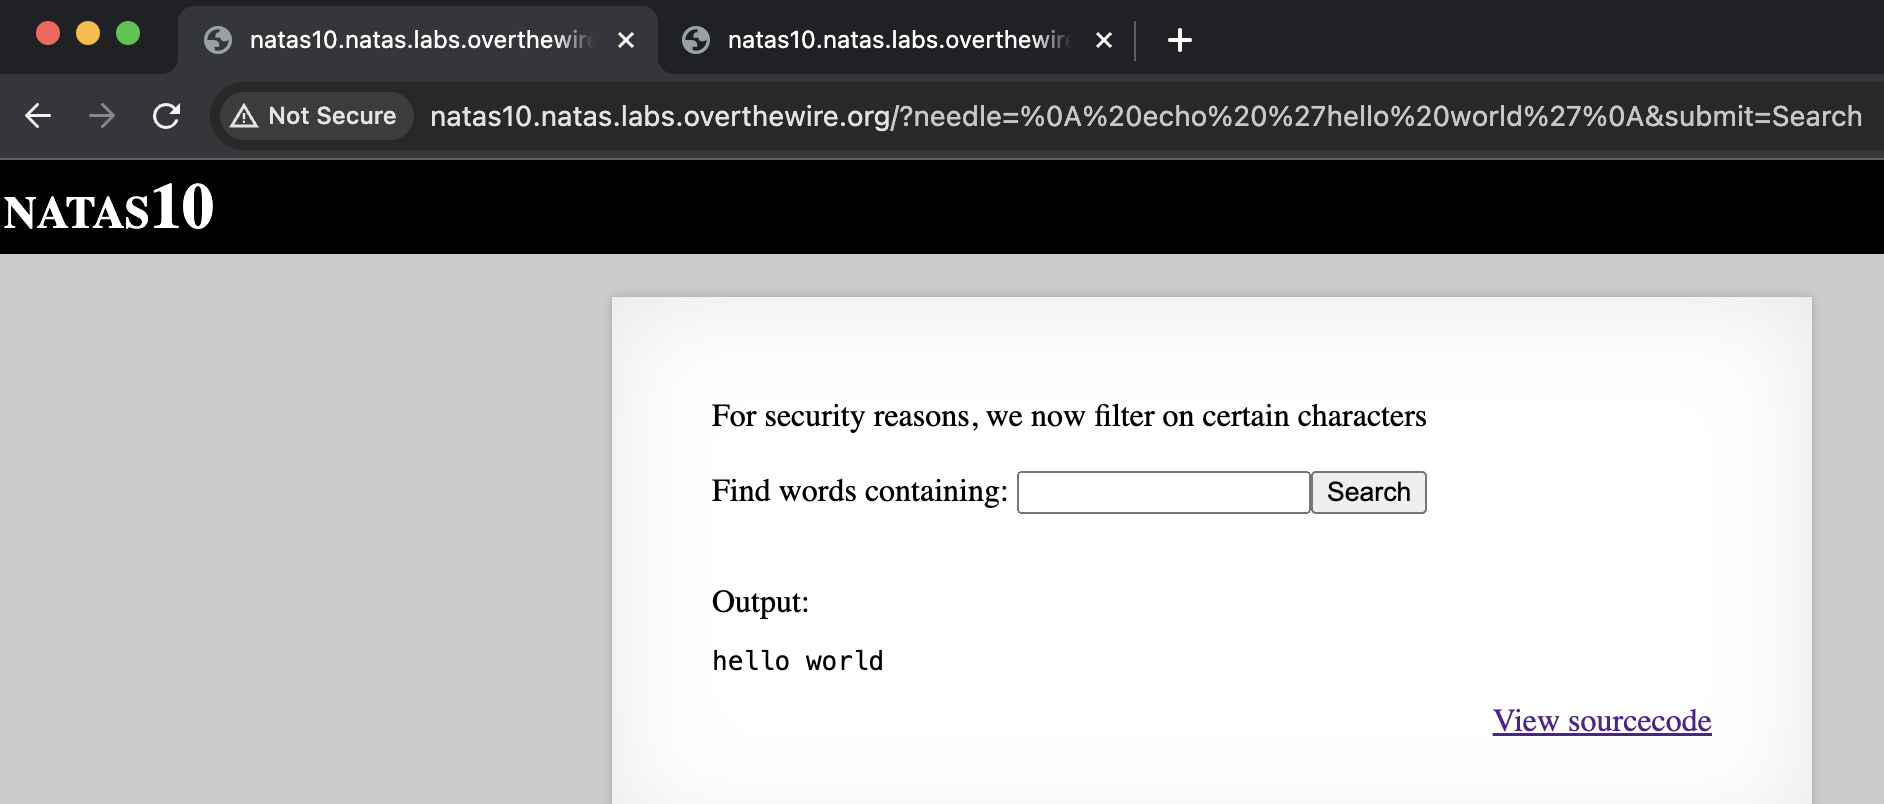 natas10.natas.labs.overthewire
natas10.natas.labs.overthewire
Not Secure
natas10.natas.labs.overthewire.org/?needle=%0A%20echo%20%27hello%20world%27%0A&submit=Search
NATAS10
For security reasons, we now filter on certain characters
Find words containing: Search
Output:
hello world
View sourcecode